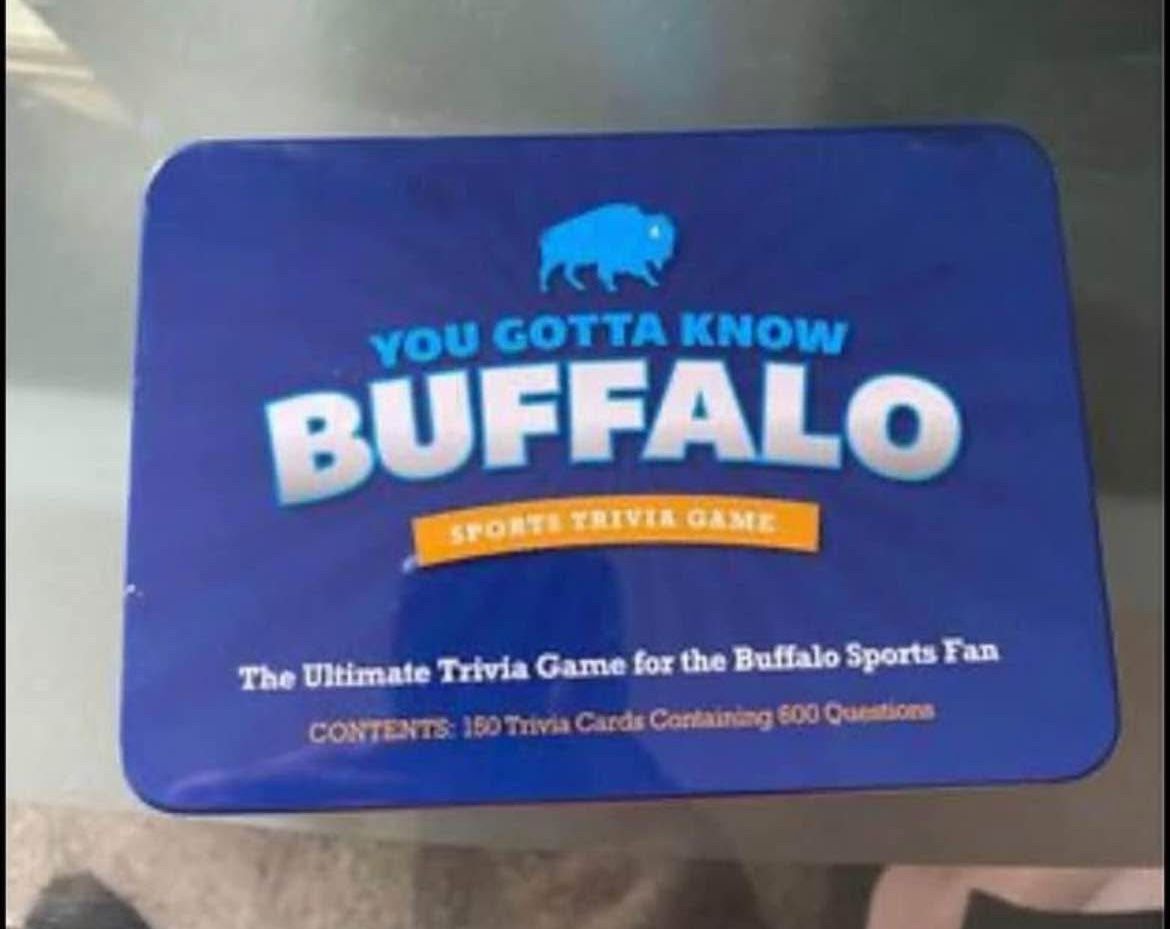 YOU GOTTA KNOW
BUFFALO
SPORTS TRIVIA GAME
The Ultimate Trivia Game for the Buffalo Sports Fan
CONTENTS: 150 Trivia Cards Containing 600 Questions